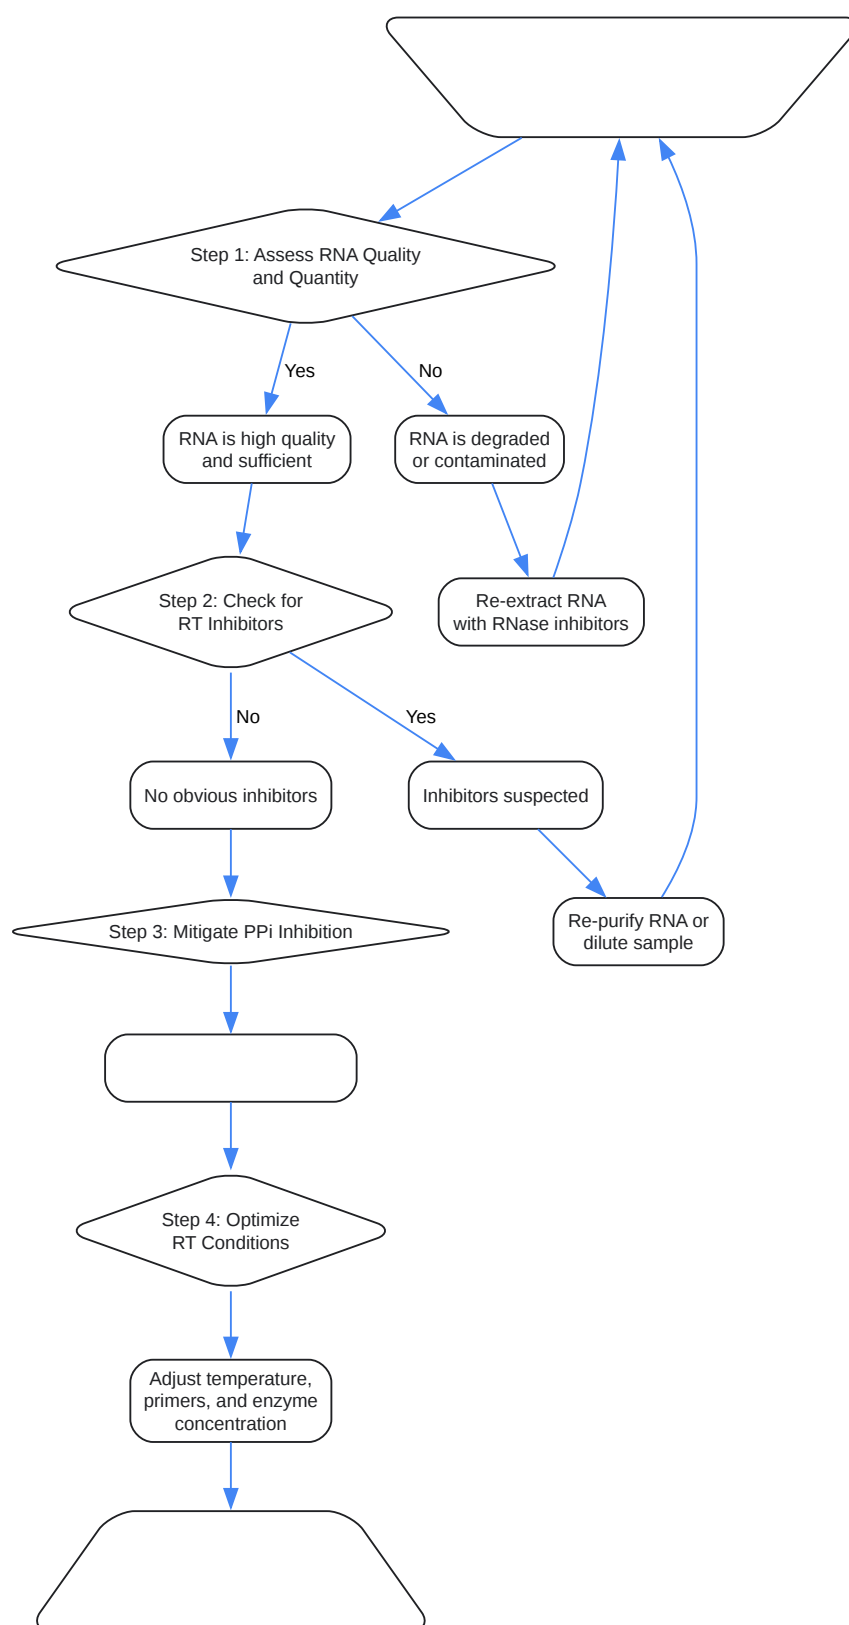 Step 1: Assess RNA Quality
and Quantity
Yes
No
RNA is high quality
and sufficient
RNA is degraded
or contaminated
Step 2: Check for
RT Inhibitors
Re-extract RNA
with RNase inhibitors
No
Yes
No obvious inhibitors
Inhibitors suspected
Step 3: Mitigate PPi Inhibition
Re-purify RNA or
dilute sample
Step 4: Optimize
RT Conditions
Adjust temperature,
primers, and enzyme
concentration